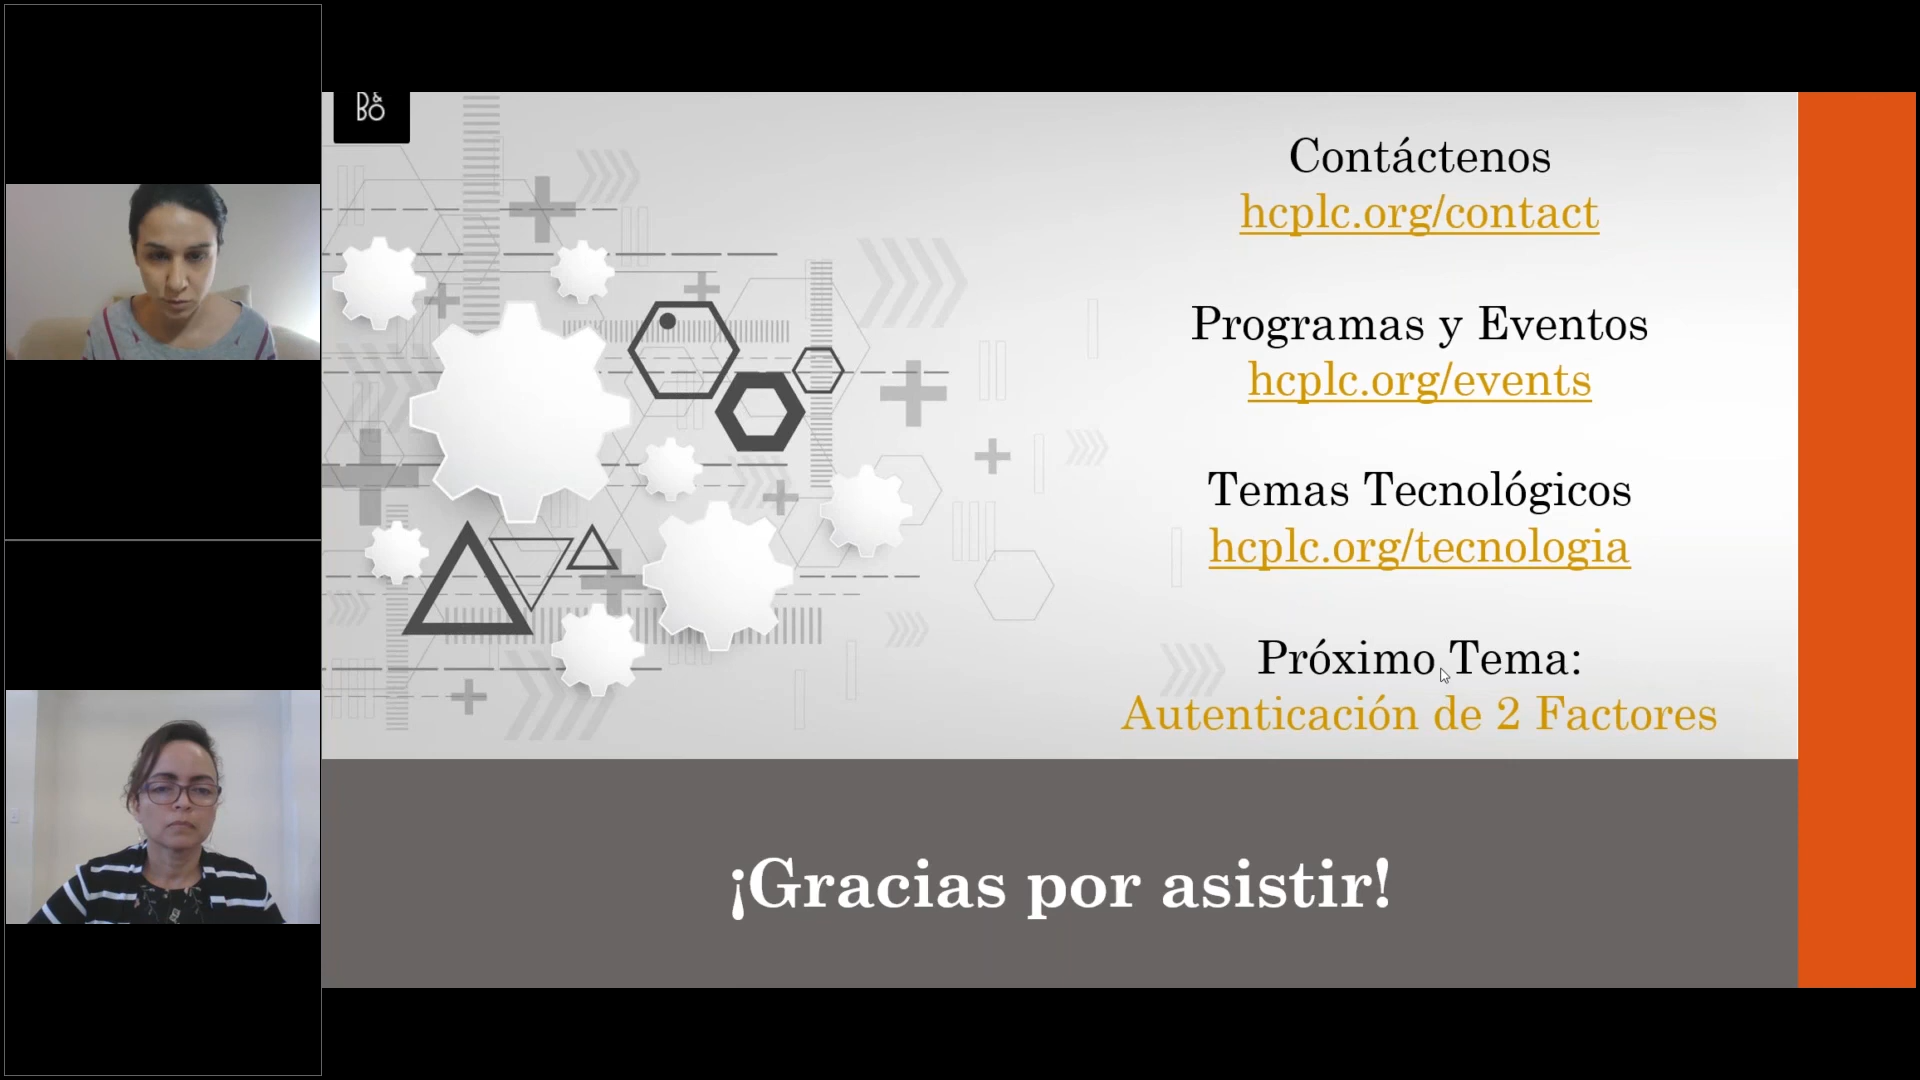 B&O
Contáctenos
hcplc.org/contact
Programas y Eventos
hcplc.org/events
Temas Tecnológicos
hcplc.org/tecnologia
Próximo Tema:
Autenticación de 2 Factores
¡Gracias por asistir!